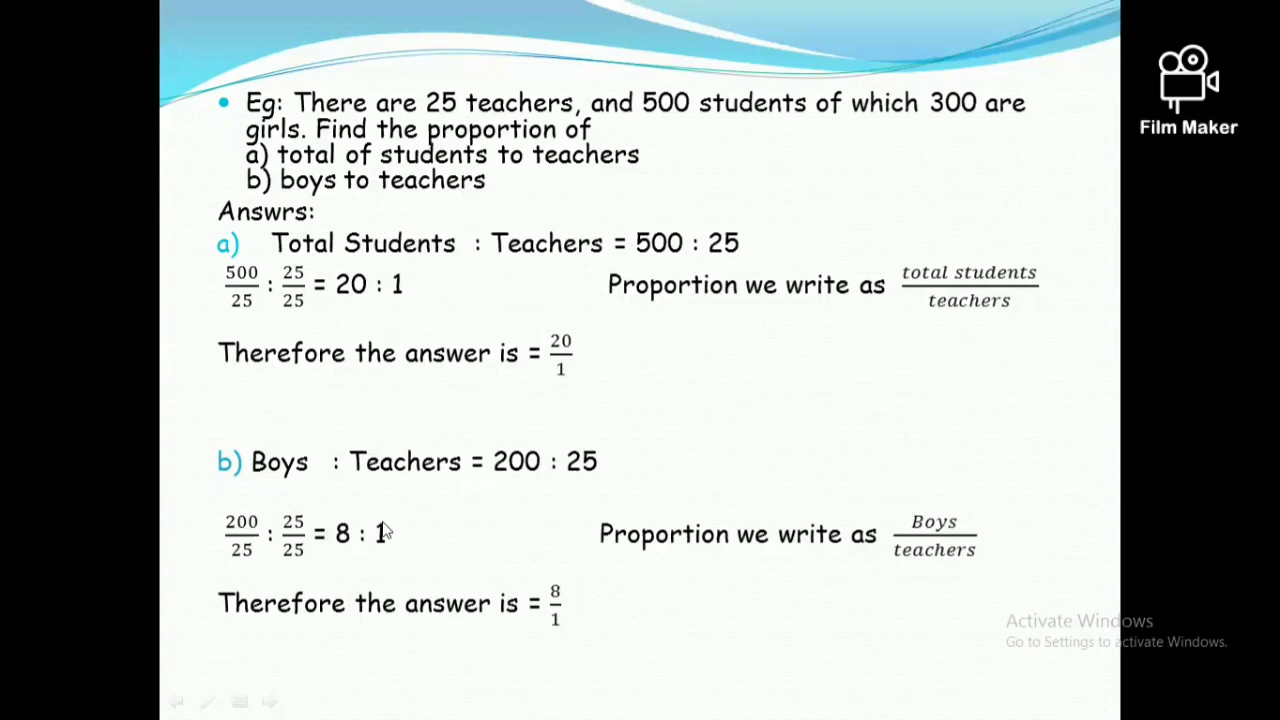 • Eg: There are 25 teachers, and 500 students of which 300 are
girls. Find the proportion of
a) total of students to teachers
b) boys to teachers
Answrs:
a) Total Students : Teachers = 500 : 25
500/25 : 25/25 = 20 : 1 Proportion we write as total students/teachers
Therefore the answer is = 20/1
b) Boys : Teachers = 200 : 25
200/25 : 25/25 = 8 : 1 Proportion we write as Boys/teachers
Therefore the answer is = 8/1
Film Maker
Activate Windows
Go to Settings to activate Windows.